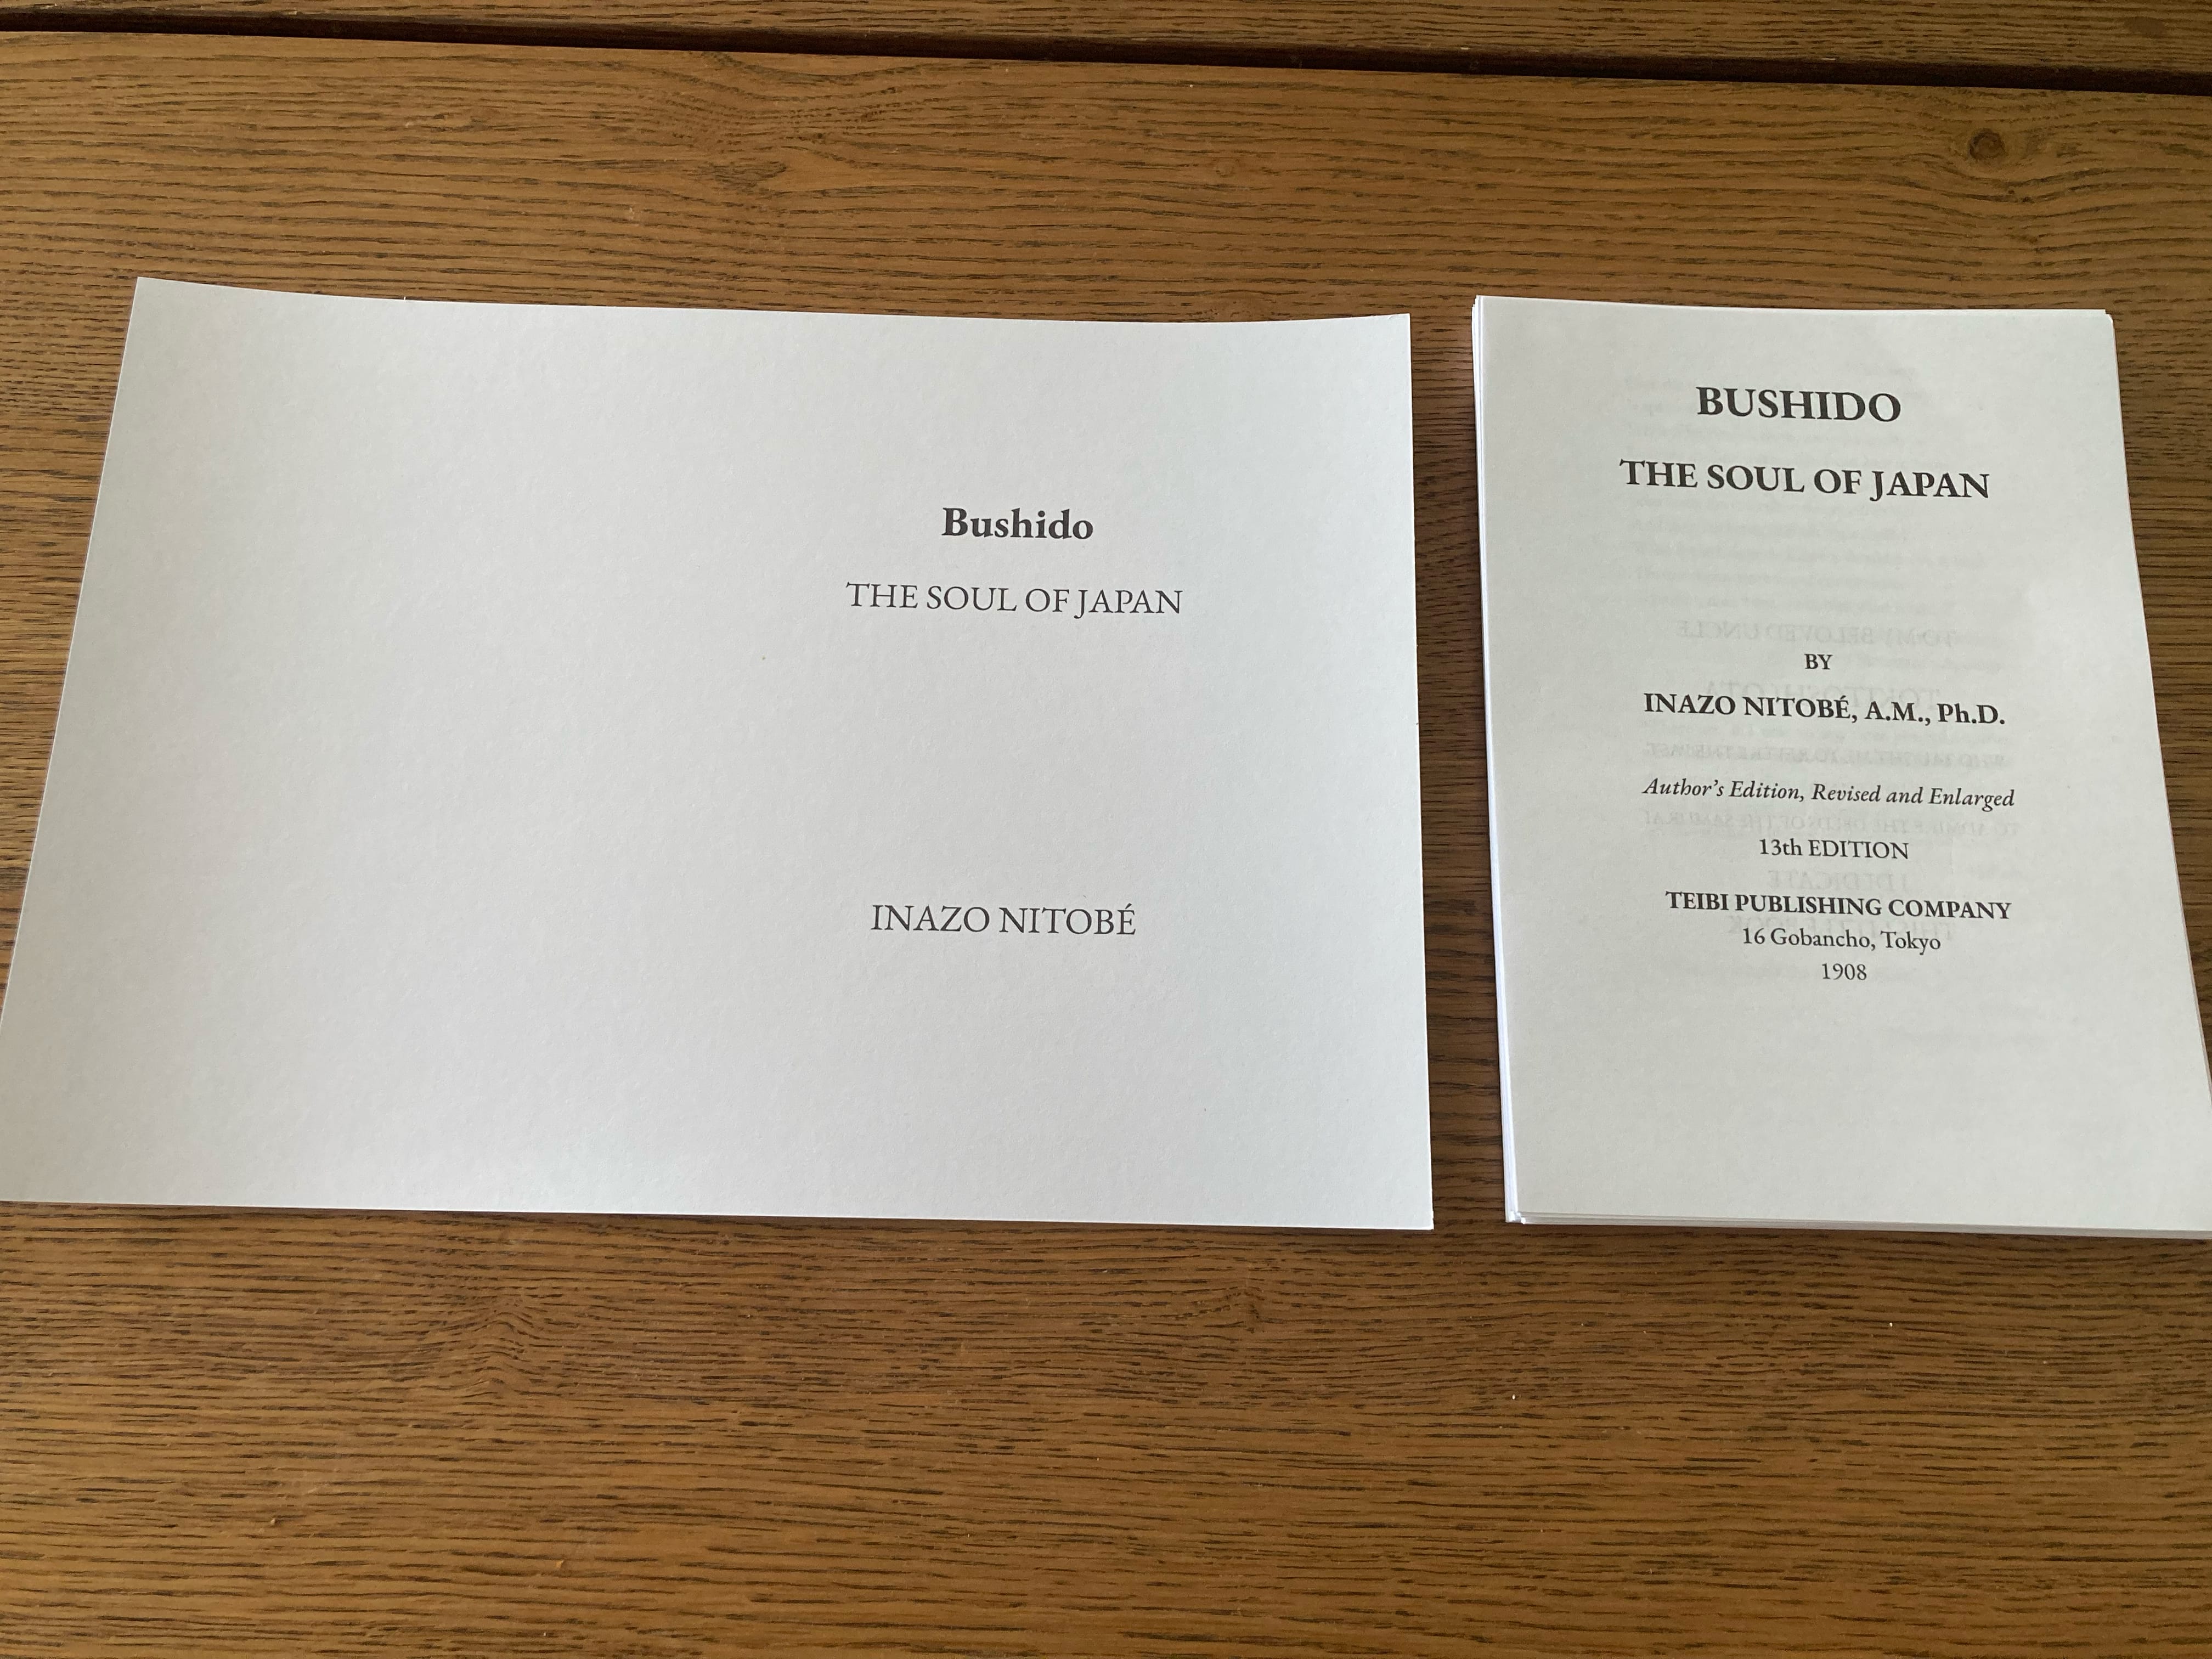 Bushido
THE SOUL OF JAPAN
INAZO NITOBÉ
BUSHIDO
THE SOUL OF JAPAN
BY
INAZO NITOBÉ, A.M., Ph.D.
Author's Edition, Revised and Enlarged
13th EDITION
TEIBI PUBLISHING COMPANY
16 Gobancho, Tokyo
1908